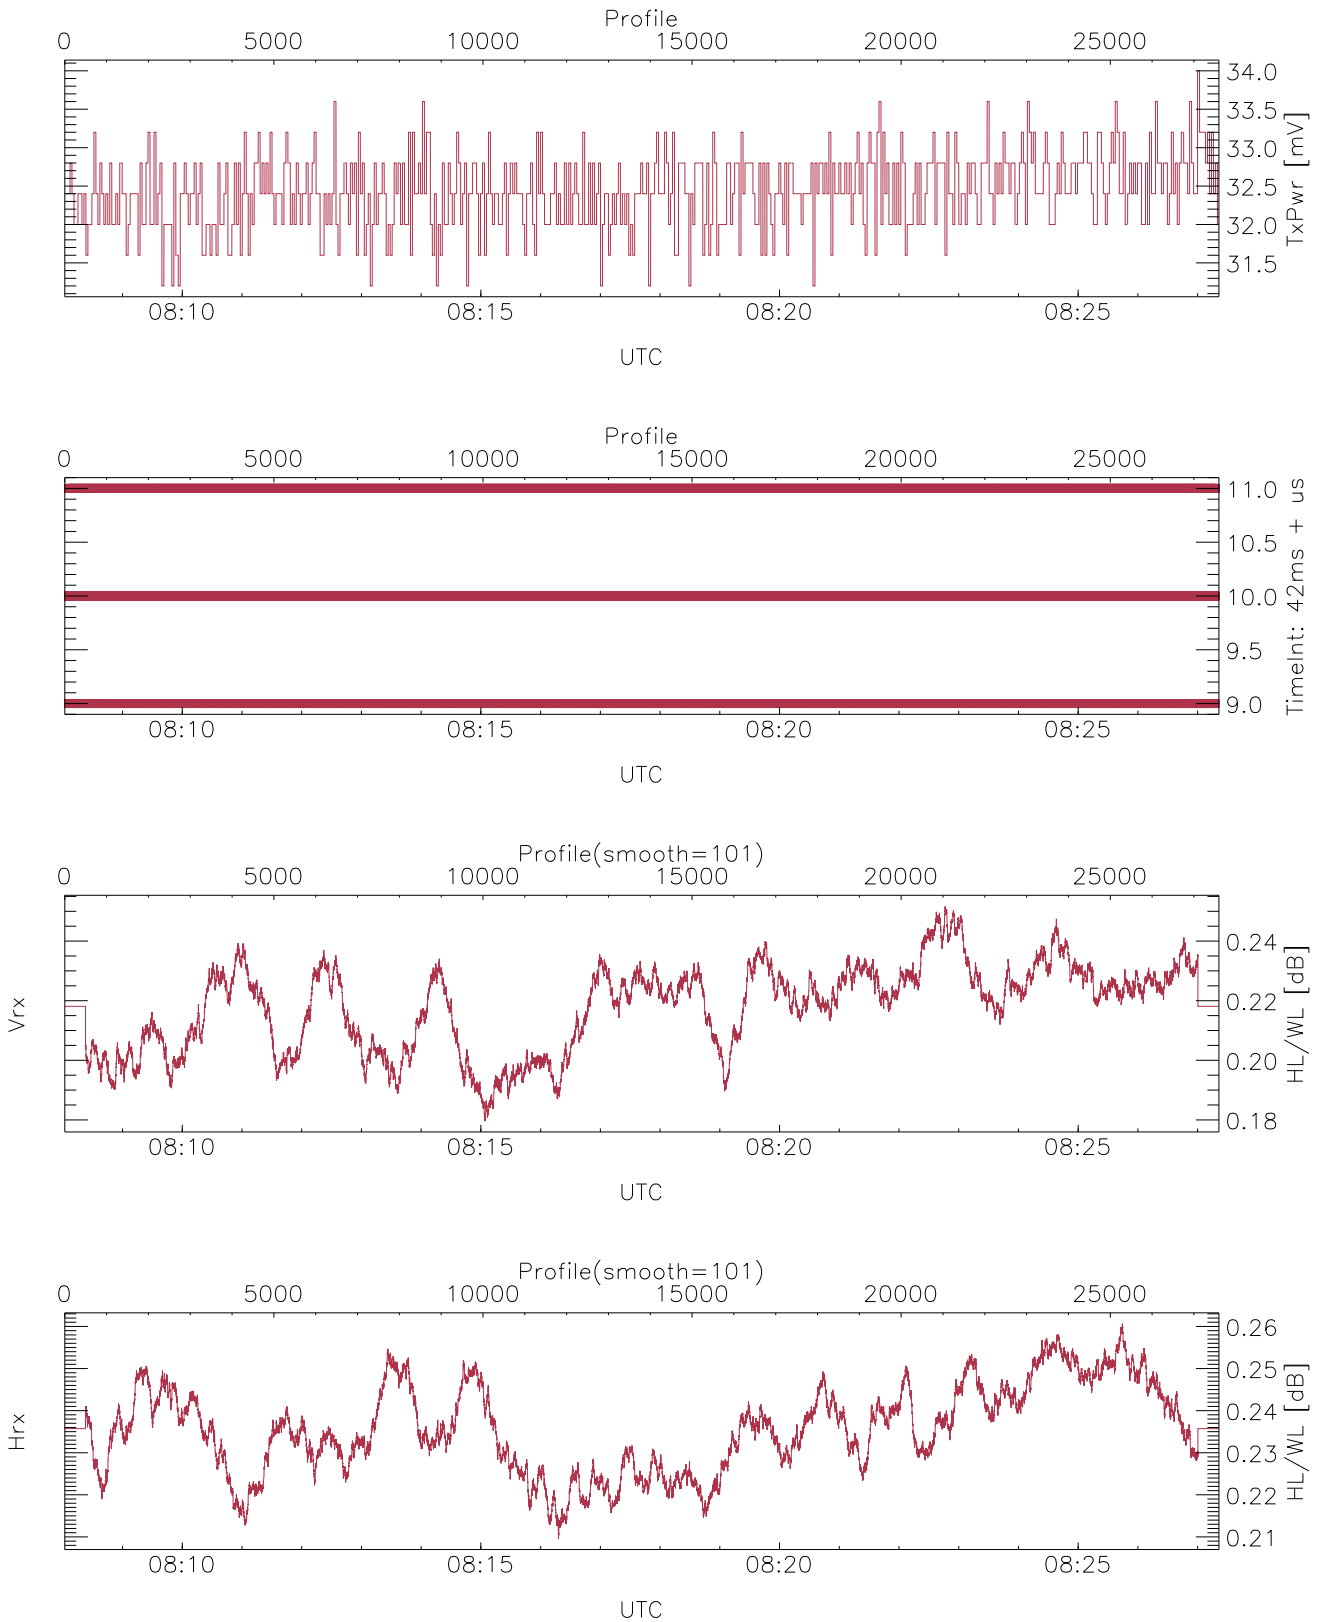 Profile
0 5000 10000 15000 20000 25000
34.0
33.5
33.0
32.5
32.0
31.5
TxPwr [mV]
08:10 08:15 08:20 08:25
UTC
Profile
0 5000 10000 15000 20000 25000
11.0
10.5
10.0
9.5
9.0
TimeInt: 42ms + us
08:10 08:15 08:20 08:25
UTC
Profile(smooth=101)
0 5000 10000 15000 20000 25000
Vrx
0.24
0.22
0.20
0.18
HL/WL [dB]
08:10 08:15 08:20 08:25
UTC
Profile(smooth=101)
0 5000 10000 15000 20000 25000
Hrx
0.26
0.25
0.24
0.23
0.22
0.21
HL/WL [dB]
08:10 08:15 08:20 08:25
UTC